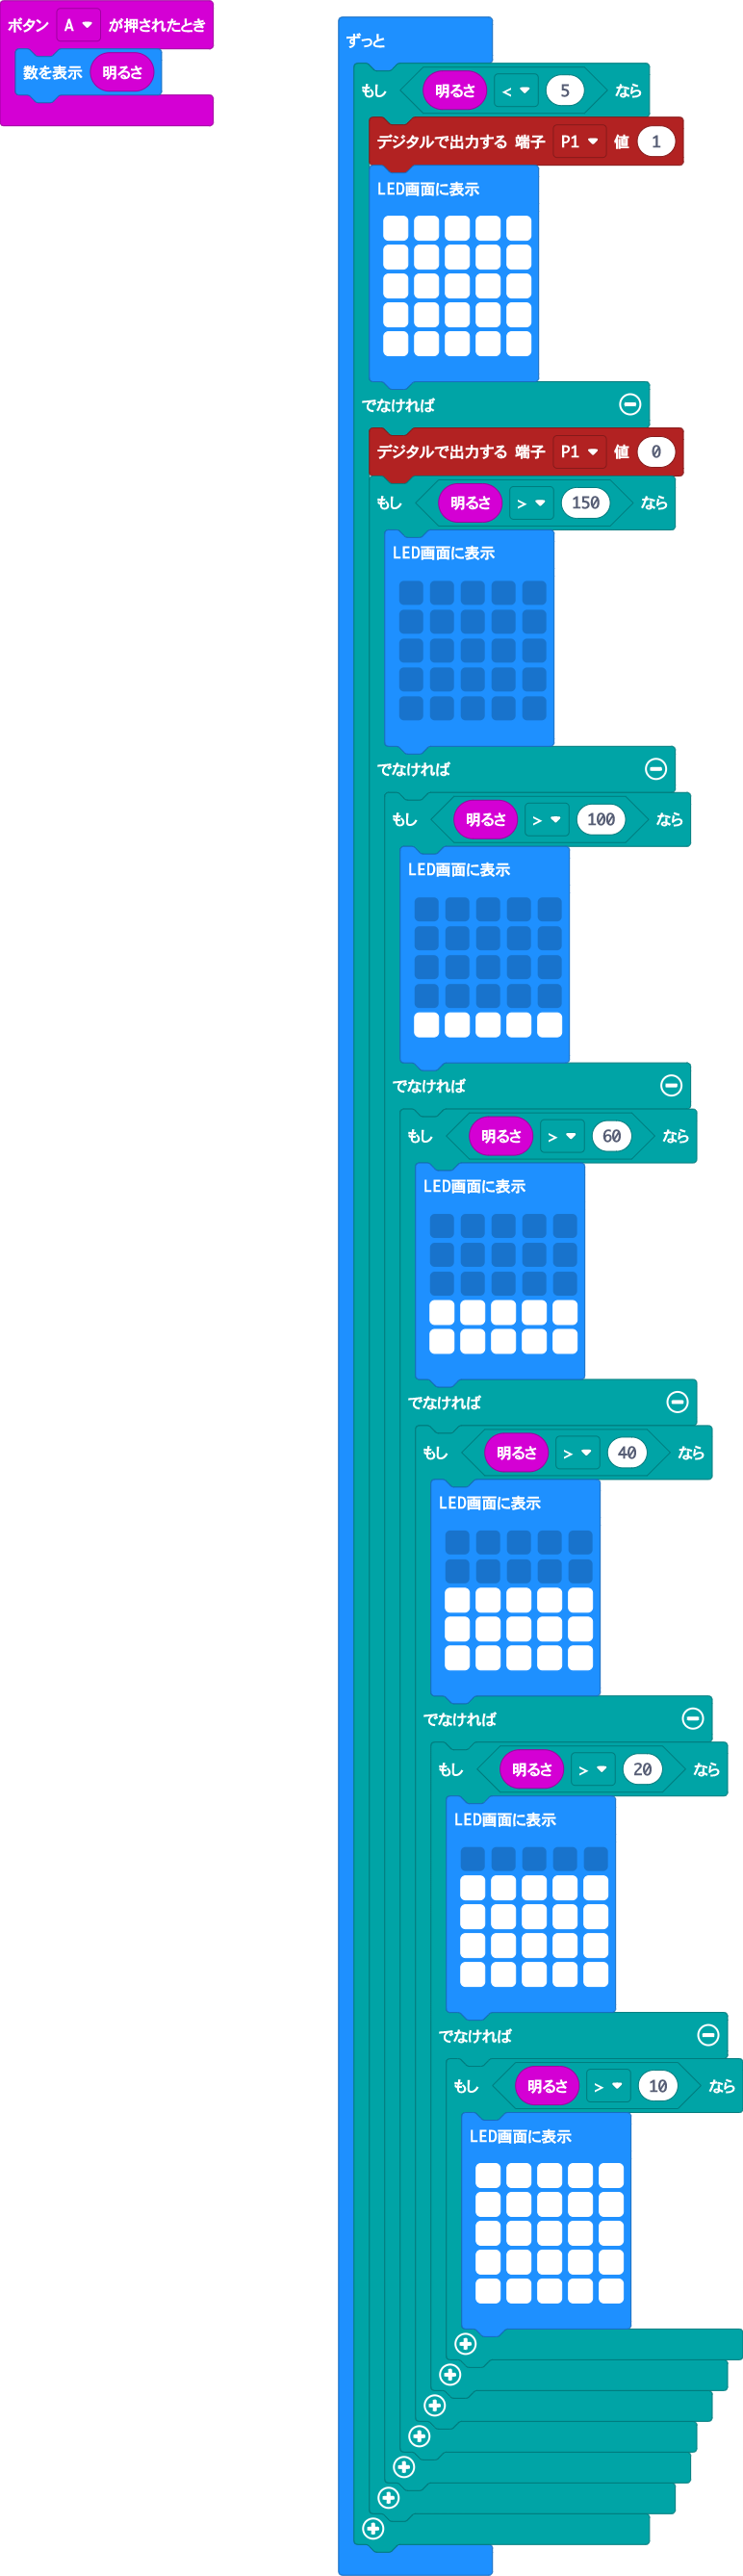 ボタン A が押されたとき
数を表示 明るさ
ずっと
もし 明るさ < 5 なら
デジタルで出力する 端子 P1 値 1
LED画面に表示
でなければ
デジタルで出力する 端子 P1 値 0
もし 明るさ > 150 なら
LED画面に表示
でなければ
もし 明るさ > 100 なら
LED画面に表示
でなければ
もし 明るさ > 60 なら
LED画面に表示
でなければ
もし 明るさ > 40 なら
LED画面に表示
でなければ
もし 明るさ > 20 なら
LED画面に表示
でなければ
もし 明るさ > 10 なら
LED画面に表示